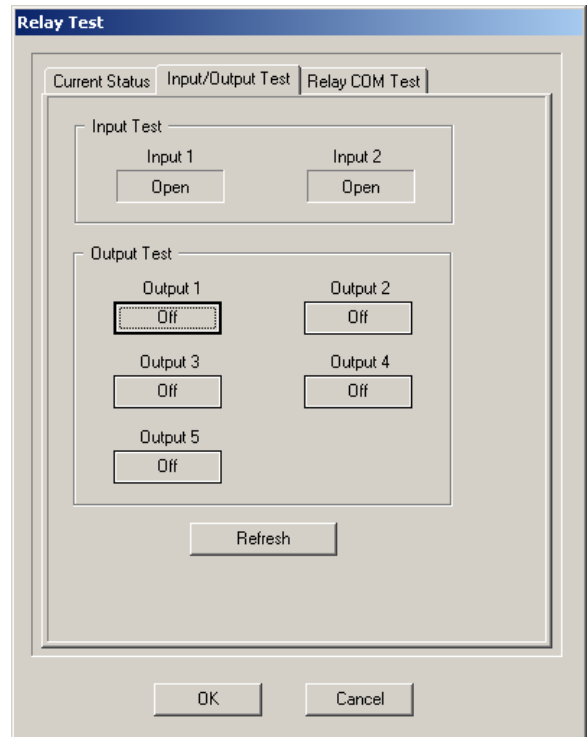 Relay Test
Current Status Input/Output Test Relay COM Test
Input Test
Input 1 Input 2
Open Open
Output Test
Output 1 Output 2
Off Off
Output 3 Output 4
Off Off
Output 5
Off
Refresh
OK Cancel